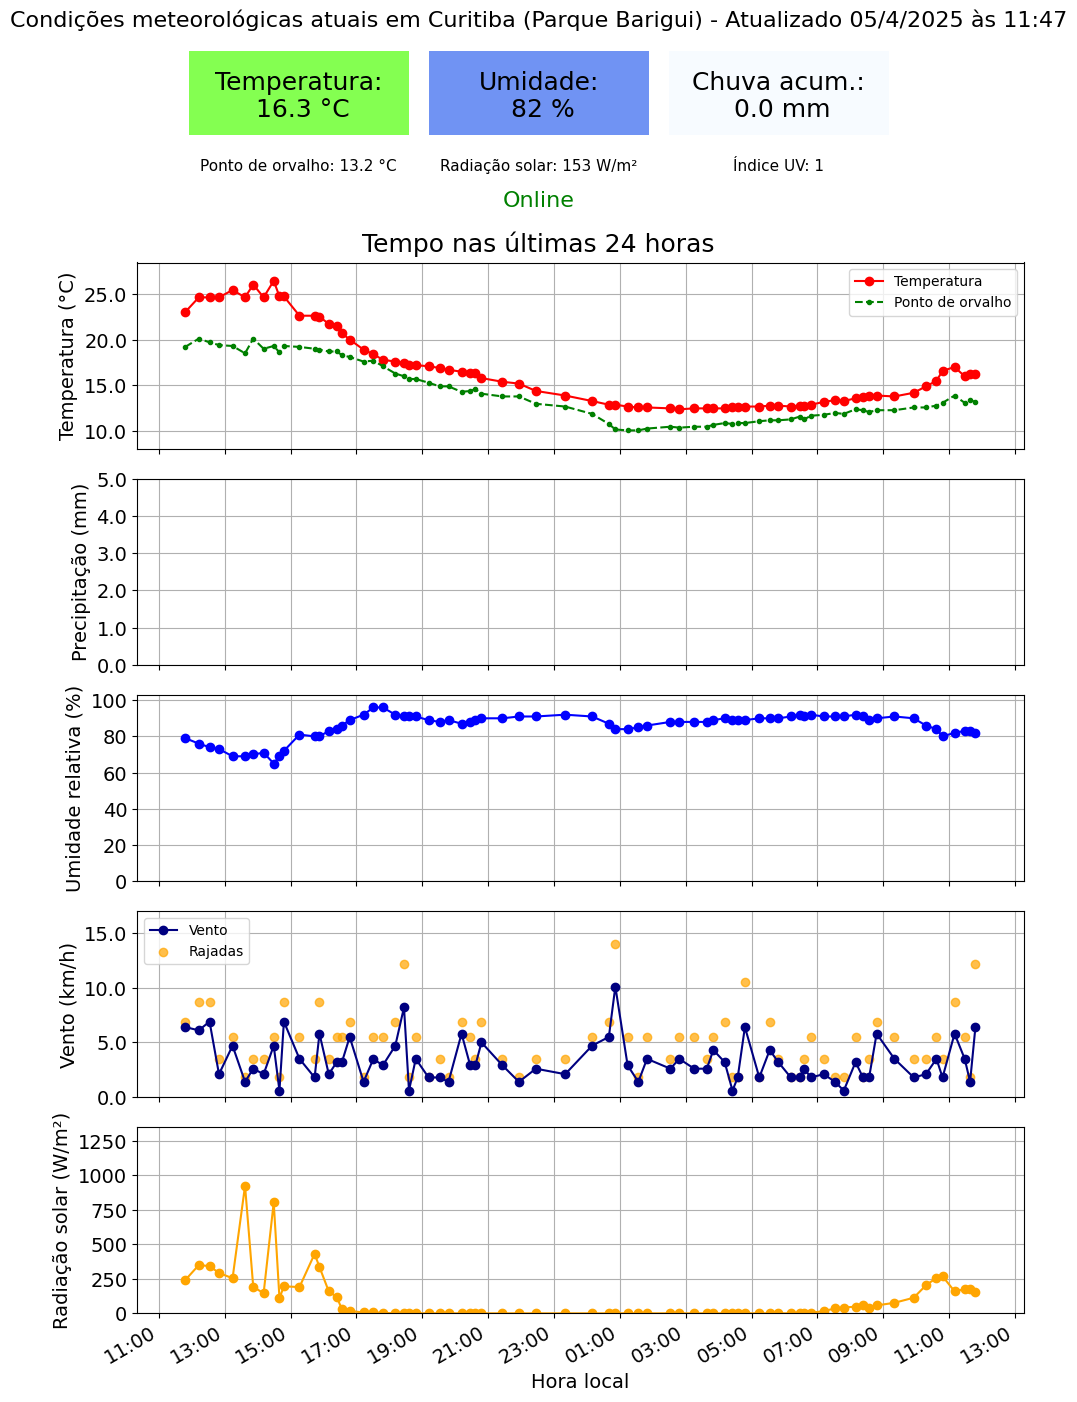 Condições meteorológicas atuais em Curitiba (Parque Barigui) - Atualizado 05/4/2025 às 11:47
Temperatura:
16.3 °C
Umidade:
82 %
Chuva acum.:
0.0 mm
Ponto de orvalho: 13.2 °C
Radiação solar: 153 W/m²
Índice UV: 1
Online
Tempo nas últimas 24 horas
Temperatura (°C)
25.0
20.0
15.0
10.0
Temperatura
Ponto de orvalho
Precipitação (mm)
5.0
4.0
3.0
2.0
1.0
0.0
Umidade relativa (%)
100
80
60
40
20
0
Vento (km/h)
15.0
10.0
5.0
0.0
Vento
Rajadas
Radiação solar (W/m²)
1250
1000
750
500
250
0
11:00
13:00
15:00
17:00
19:00
21:00
23:00
01:00
03:00
05:00
07:00
09:00
11:00
13:00
Hora local